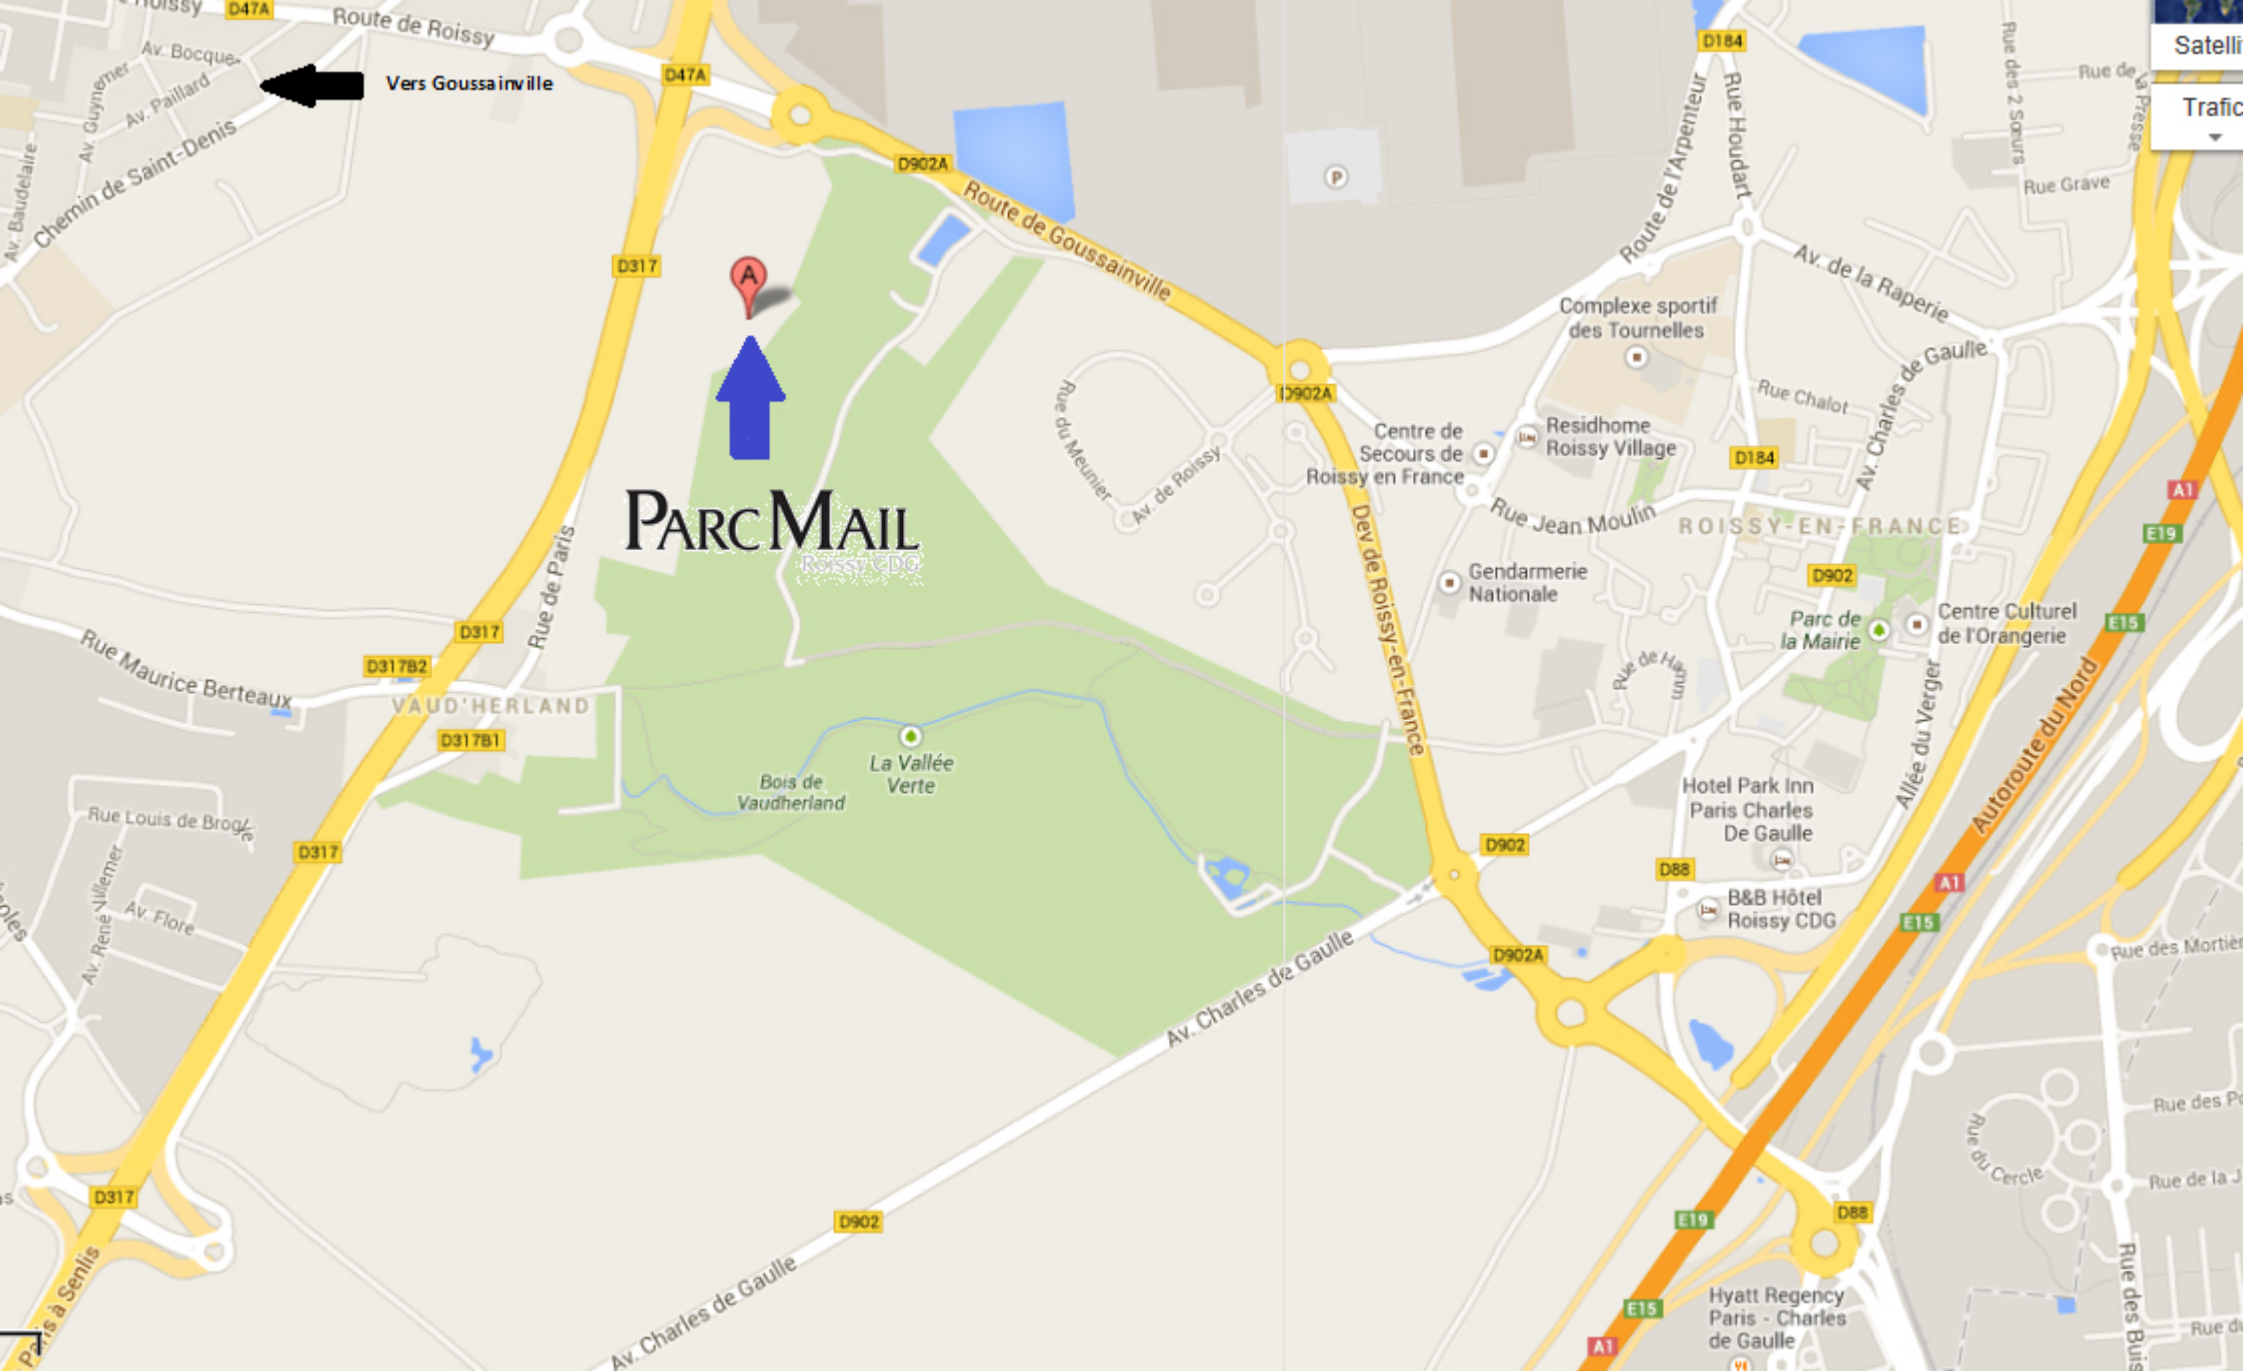 D47A
Route de Roissy
Av. Bocque
Av. Guynemer
Av. Paillard
Av. Baudelaire
Chemin de Saint-Denis
Vers Goussainville
D47A
D902A
Route de Goussainville
D317
A
P
D184
Rue Houdart
Route de l'Arpenteur
Rue des 2 Sœurs
Rue de la Presse
Rue Grave
Satelli
Trafic
Av. de la Raperie
Complexe sportif
des Tournelles
Rue Chalot
Av. Charles de Gaulle
D902A
Rue du Meunier
Av. de Roissy
Centre de
Secours de
Roissy en France
Residhome
Roissy Village
D184
A1
E19
Rue Jean Moulin
ROISSY-EN-FRANCE
PARC MAIL
Roissy CDG
Rue de Paris
Dev de Roissy-en-France
Gendarmerie
Nationale
D902
Parc de
la Mairie
Centre Culturel
de l'Orangerie
E15
D317
D317B2
Rue Maurice Berteaux
VAUD'HERLAND
D317B1
Rue de Hamm
Allée du Verger
Autoroute du Nord
La Vallée
Verte
Bois de
Vaudherland
Hotel Park Inn
Paris Charles
De Gaulle
Rue Louis de Broglie
D317
D902
D88
A1
B&B Hôtel
Roissy CDG
E15
Av. René Villemer
Av. Flore
Av. Charles de Gaulle
D902A
Rue des Mortiè
Rue des Po
Rue du Cercle
Rue de la J
D317
D902
E19
D88
Paris à Senlis
Av. Charles de Gaulle
E15
A1
Hyatt Regency
Paris - Charles
de Gaulle
Rue des Buis
Rue du